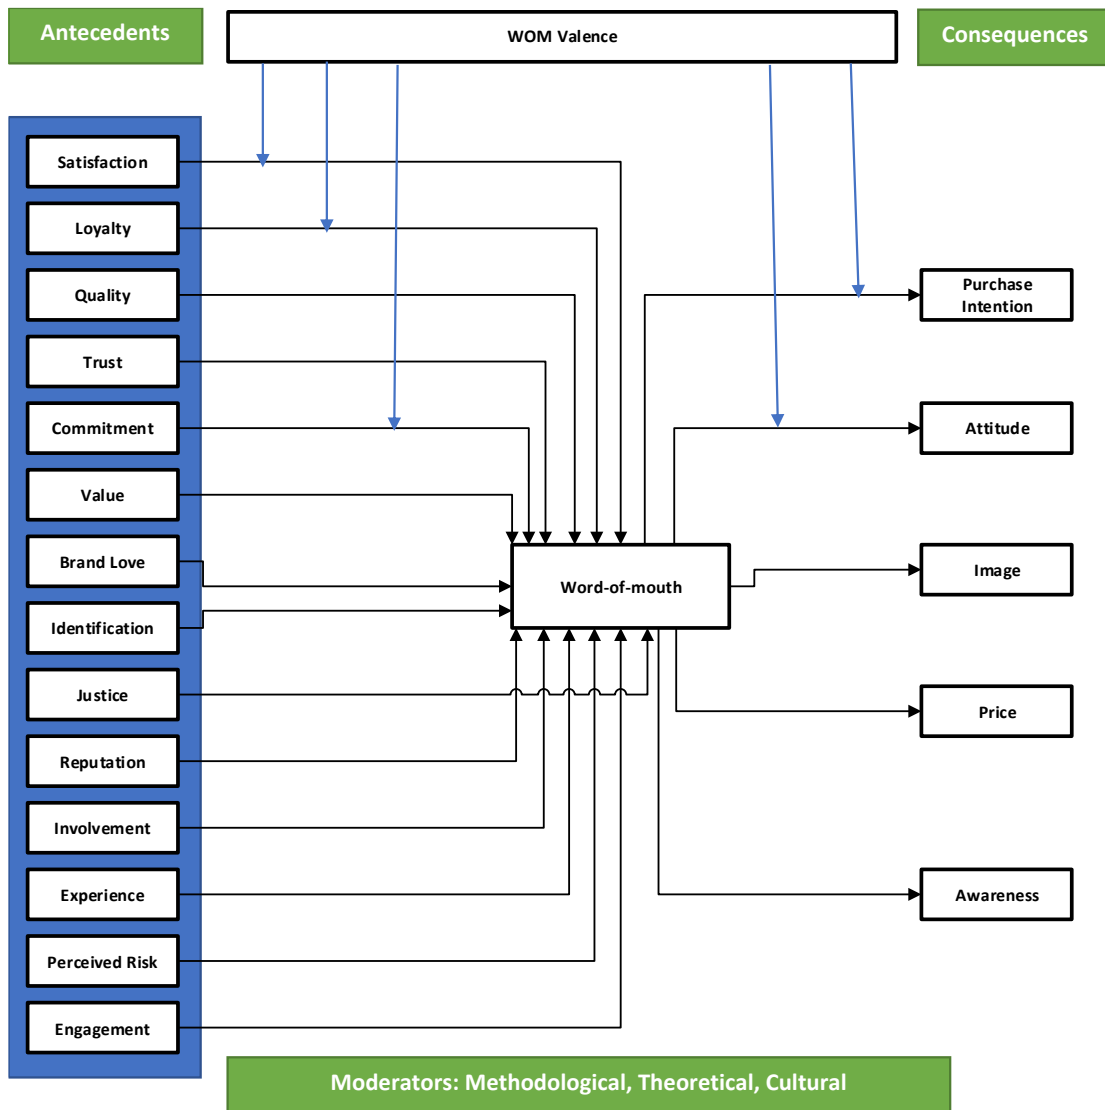 Antecedents
WOM Valence
Consequences
Satisfaction
Loyalty
Quality
Trust
Commitment
Value
Brand Love
Identification
Justice
Reputation
Involvement
Experience
Perceived Risk
Engagement
Word-of-mouth
Purchase
Intention
Attitude
Image
Price
Awareness
Moderators: Methodological, Theoretical, Cultural